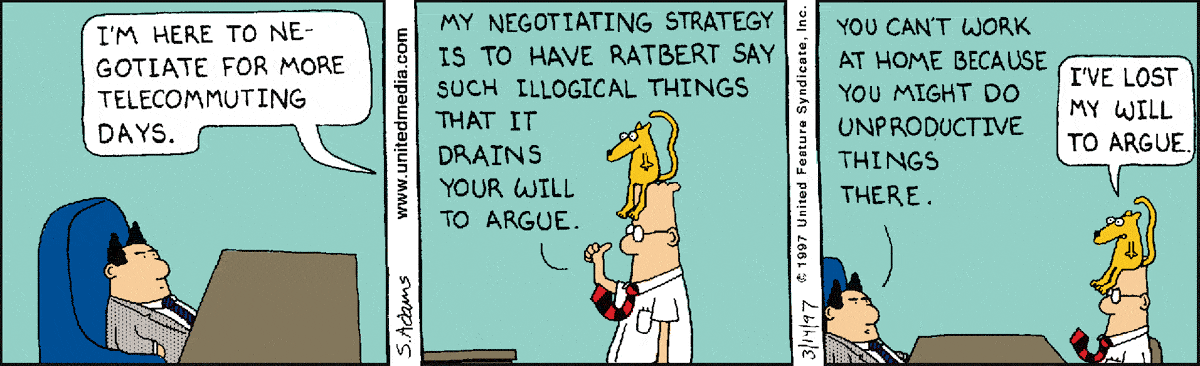 I'M HERE TO NE-
GOTIATE FOR MORE
TELECOMMUTING
DAYS.
www.unitedmedia.com
S. Adams
MY NEGOTIATING STRATEGY
IS TO HAVE RATBERT SAY
SUCH ILLOGICAL THINGS
THAT IT
DRAINS
YOUR WILL
TO ARGUE.
3/14/97 © 1997 United Feature Syndicate, Inc.
YOU CAN'T WORK
AT HOME BECAUSE
YOU MIGHT DO
UNPRODUCTIVE
THINGS
THERE.
I'VE LOST
MY WILL
TO ARGUE.